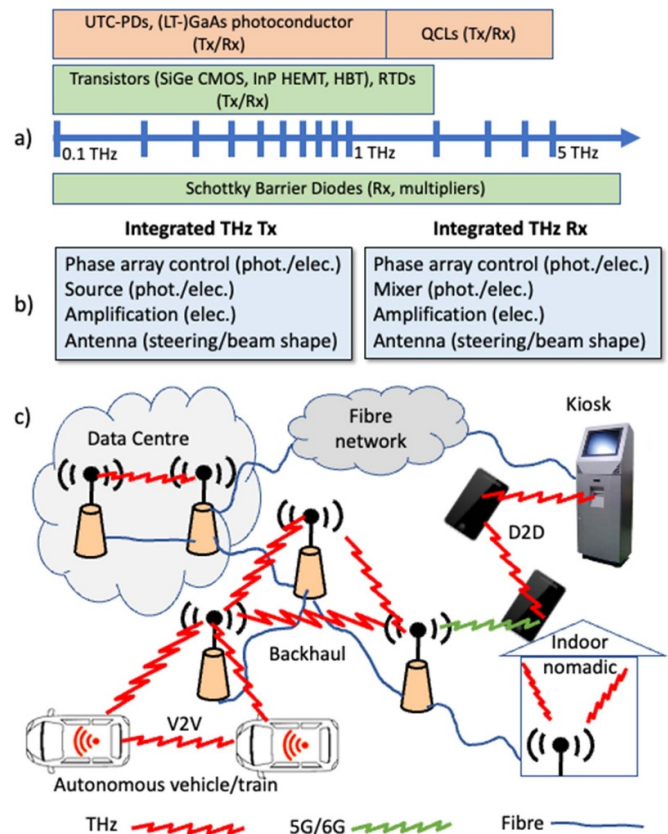 UTC-PDs, (LT-)GaAs photoconductor
(Tx/Rx)
QCLs (Tx/Rx)
Transistors (SiGe CMOS, InP HEMT, HBT), RTDs
(Tx/Rx)
a)
0.1 THz
1 THz
5 THz
Schottky Barrier Diodes (Rx, multipliers)
Integrated THz Tx
Integrated THz Rx
b)
Phase array control (phot./elec.)
Source (phot./elec.)
Amplification (elec.)
Antenna (steering/beam shape)
Phase array control (phot./elec.)
Mixer (phot./elec.)
Amplification (elec.)
Antenna (steering/beam shape)
c)
Data Centre
Fibre
network
Kiosk
D2D
Backhaul
Indoor
nomadic
V2V
Autonomous vehicle/train
THz
5G/6G
Fibre